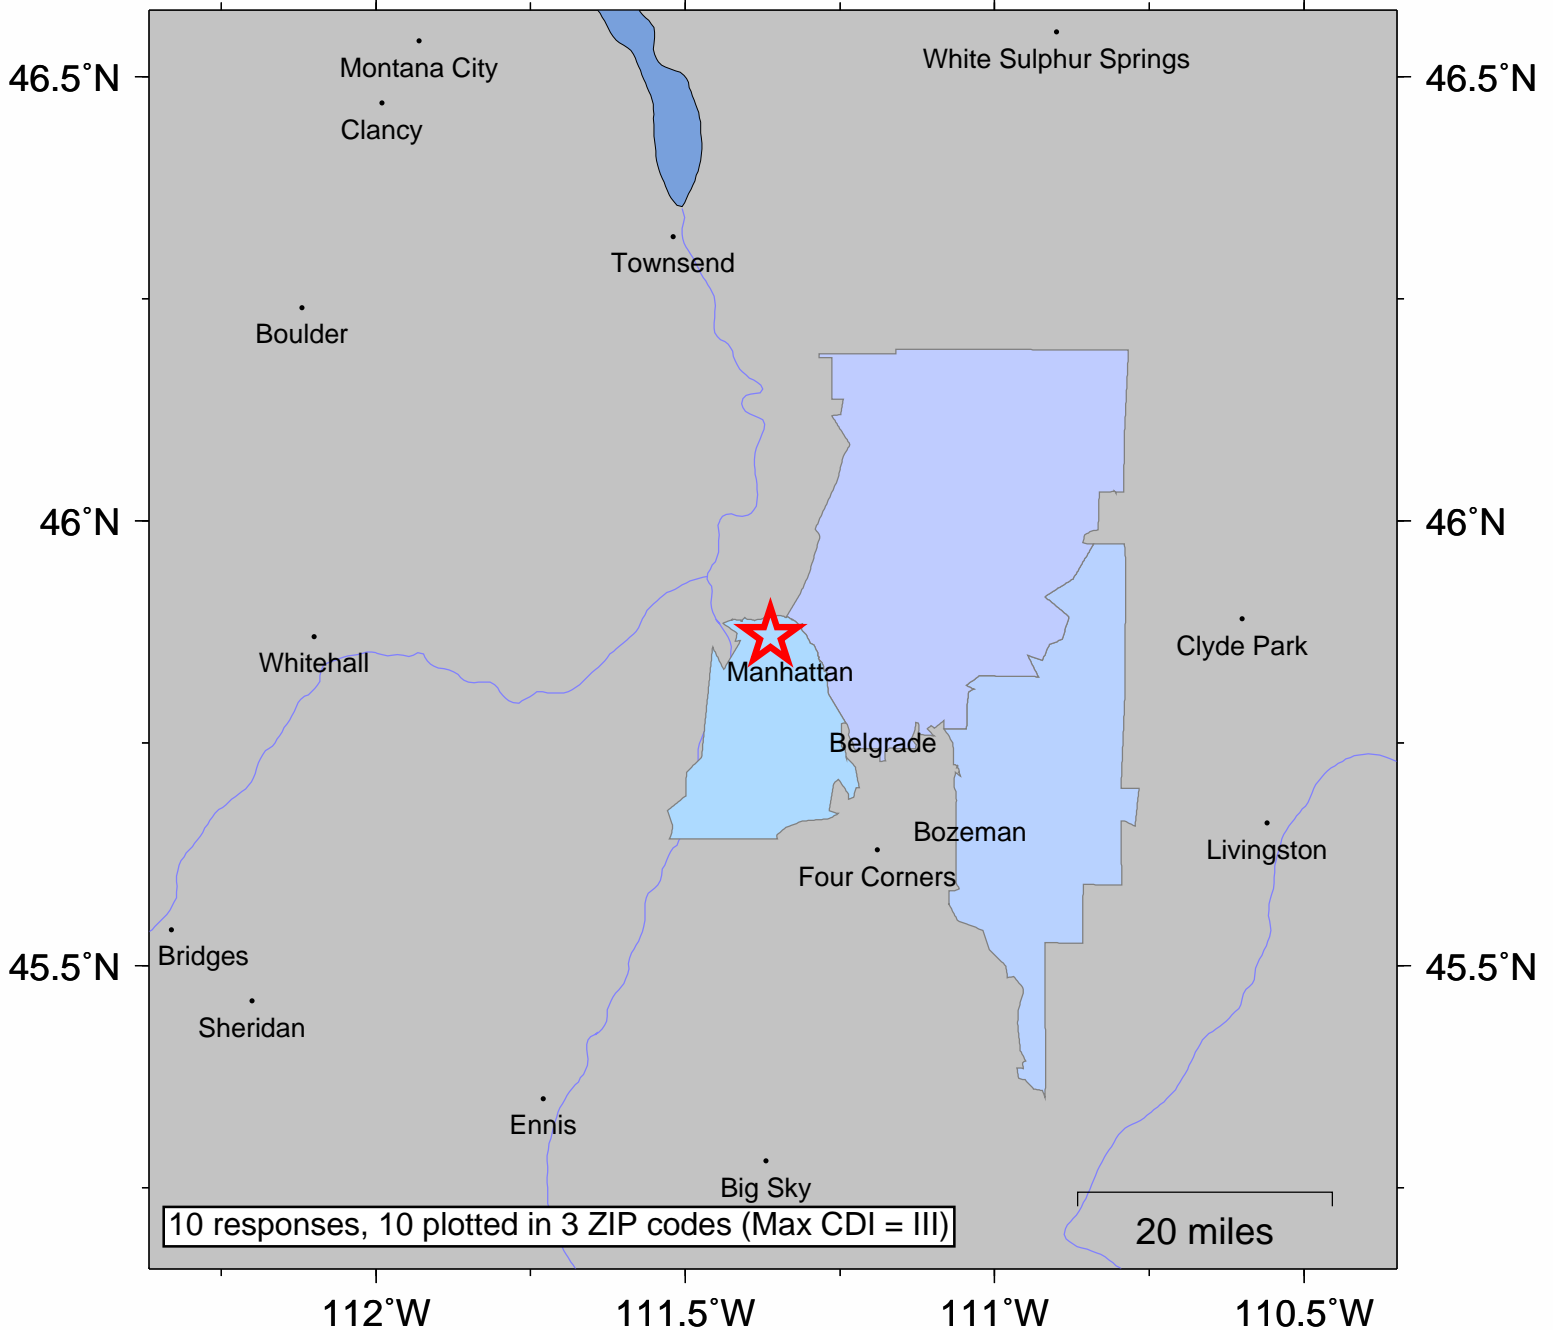 Montana City
White Sulphur Springs
46.5˚N
46.5˚N
Clancy
Townsend
Boulder
46˚N
46˚N
Whitehall
Clyde Park
Manhattan
Belgrade
Bozeman
Livingston
Four Corners
Bridges
45.5˚N
45.5˚N
Sheridan
Ennis
Big Sky
10 responses, 10 plotted in 3 ZIP codes (Max CDI = III)
20 miles
112˚W
111.5˚W
111˚W
110.5˚W